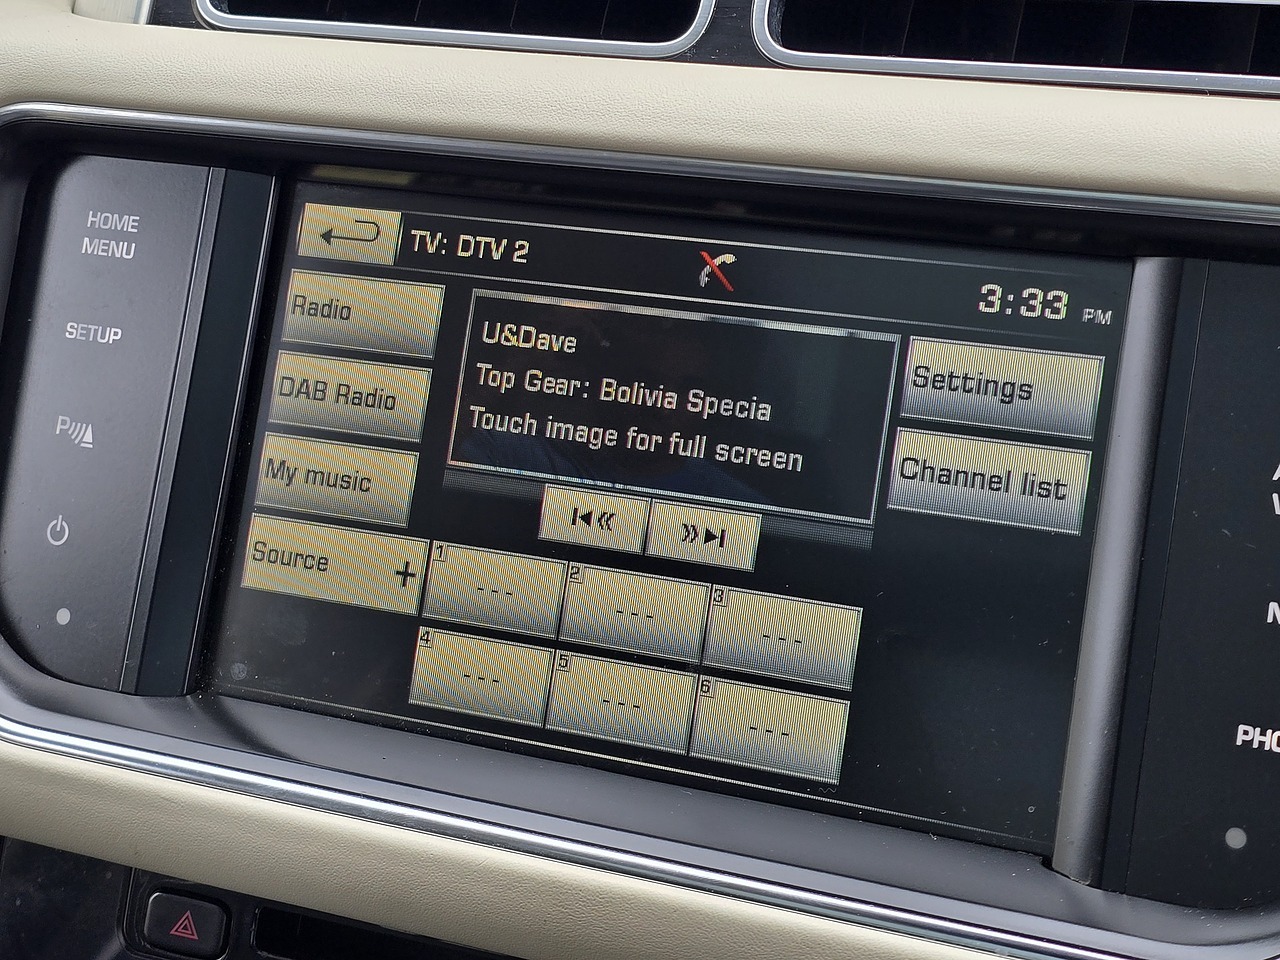 HOME
MENU
SETUP
P
TV: DTV 2
3:33 PM
Radio
DAB Radio
My music
Source +
U&Dave
Top Gear: Bolivia Specia
Touch image for full screen
Settings
Channel list
1 ---
2 ---
3 ---
4 ---
5 ---
6 ---